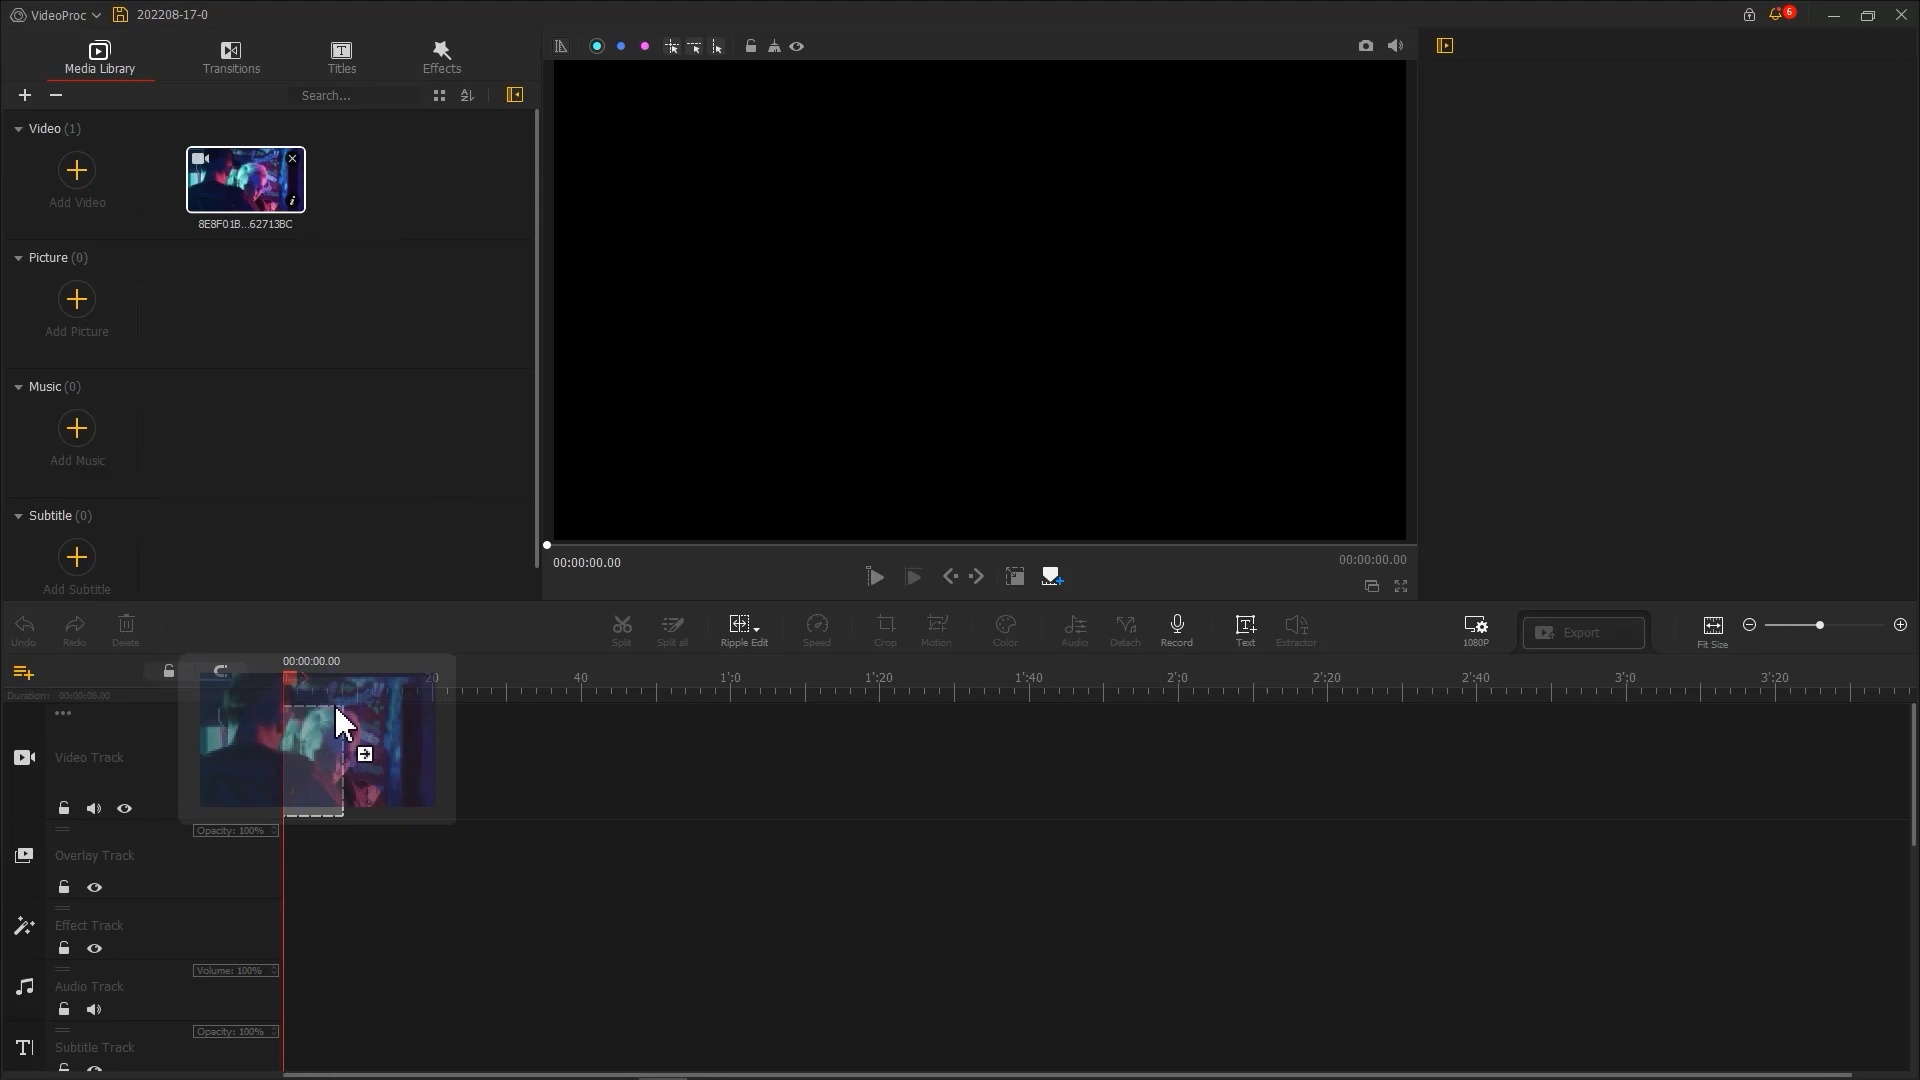 VideoProc
202208-17-0
6
Media Library
Transitions
Titles
Effects
Search...
Video (1)
Add Video
8E8F01B...62713BC
Picture (0)
Add Picture
Music (0)
Add Music
Subtitle (0)
Add Subtitle
00:00:00.00
00:00:00.00
Undo
Redo
Delete
Split
Split all
Ripple Edit
Speed
Crop
Motion
Color
Audio
Detach
Record
Text
Extractor
1080P
Export
Fit Size
00:00:00.00
20
40
1'0
1'20
1'40
2'0
2'20
2'40
3'0
3'20
Duration: 00:00:08.00
Video Track
Opacity: 100%
Overlay Track
Effect Track
Volume: 100%
Audio Track
Opacity: 100%
Subtitle Track